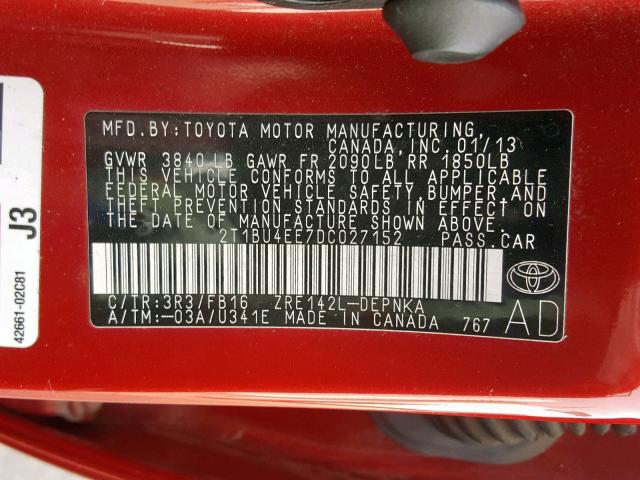 MFD. BY: TOYOTA MOTOR MANUFACTURING,
CANADA, INC. 01/13
GVWR 3840 LB GAWR FR 2090LB RR 1850LB
THIS VEHICLE CONFORMS TO ALL APPLICABLE
FEDERAL MOTOR VEHICLE SAFETY, BUMPER, AND
THEFT PREVENTION STANDARDS IN EFFECT ON
THE DATE OF MANUFACTURE SHOWN ABOVE.
2T1BU4EE7DC027152 PASS. CAR
C/TR: 3R3/FB16 ZRE142L-DEPNKA
A/TM: -03A/U341E MADE IN CANADA 767
AD
TOYOTA
J3
42661-02C81